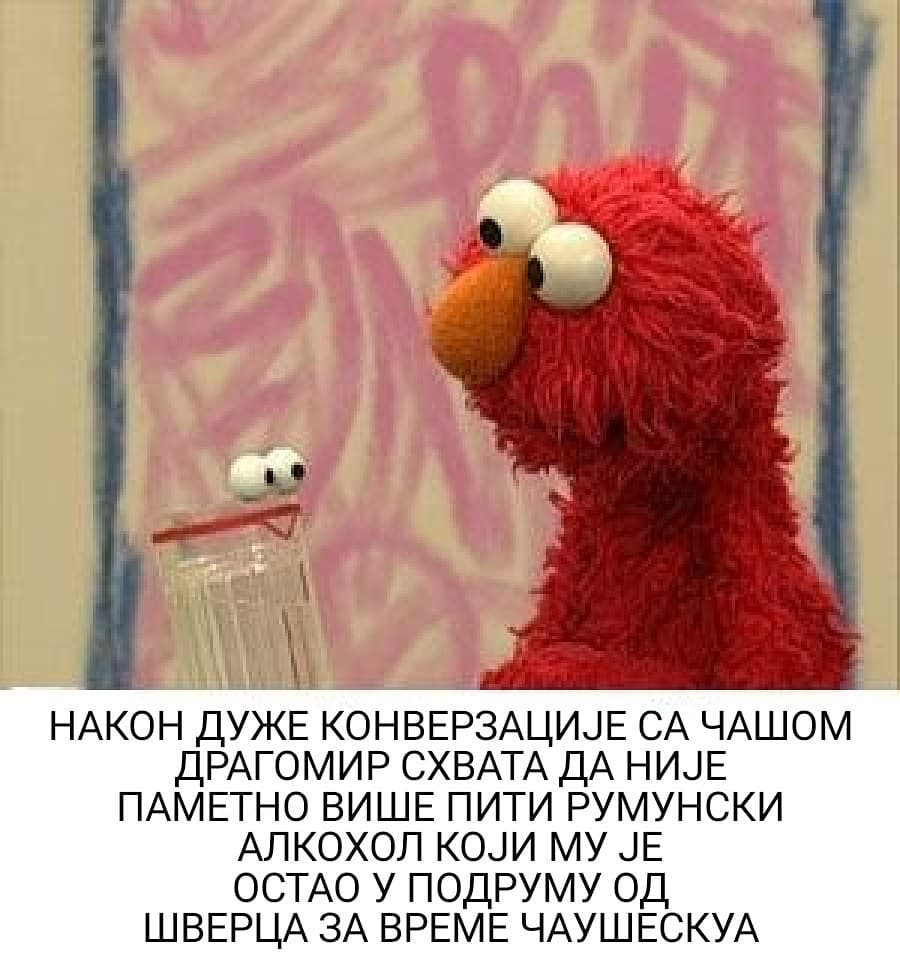 НАКОН ДУЖЕ КОНВЕРЗАЦИЈЕ СА ЧАШОМ
ДРАГОМИР СХВАТА ДА НИЈЕ
ПАМЕТНО ВИШЕ ПИТИ РУМУНСКИ
АЛКОХОЛ КОЈИ МУ ЈЕ
ОСТАО У ПОДРУМУ ОД
ШВЕРЦА ЗА ВРЕМЕ ЧАУШЕСКУА